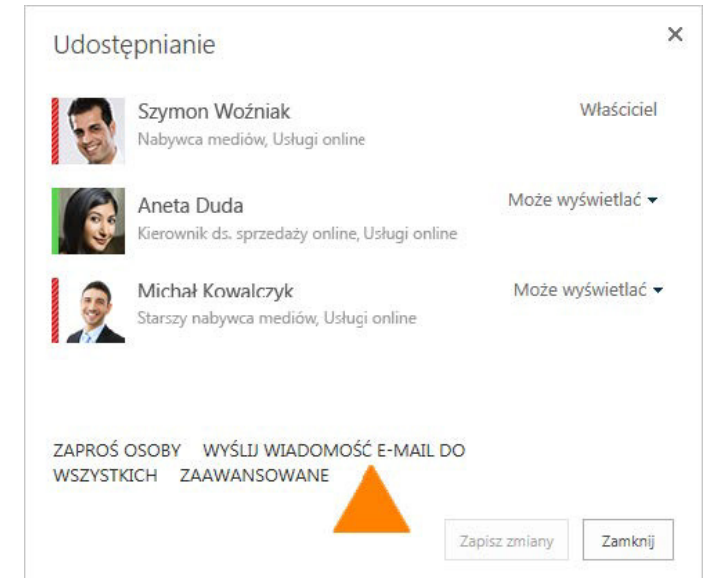 Udostępnianie
Szymon Woźniak
Właściciel
Nabywca mediów, Usługi online
Aneta Duda
Może wyświetlać
Kierownik ds. sprzedaży online, Usługi online
Michał Kowalczyk
Może wyświetlać
Starszy nabywca mediów, Usługi online
ZAPROŚ OSOBY WYŚLIJ WIADOMOŚĆ E-MAIL DO
WSZYSTKICH ZAAWANSOWANE
Zapisz zmiany Zamknij